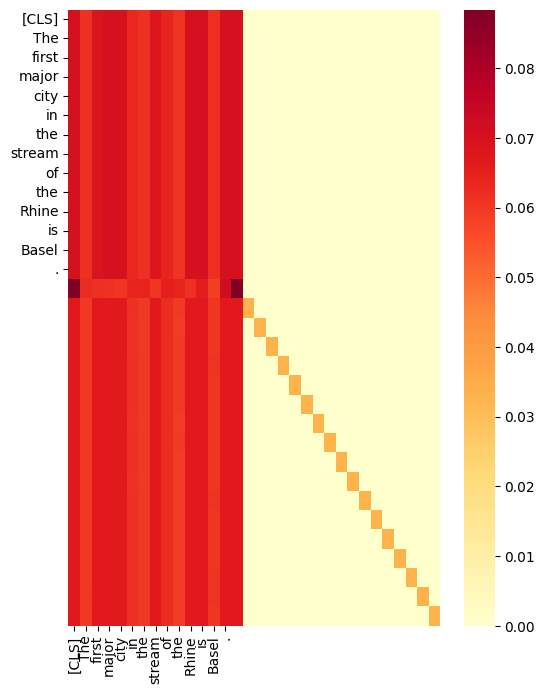 [CLS]
The
first
major
city
in
the
stream
of
the
Rhine
is
Basel
.
0.08
0.07
0.06
0.05
0.04
0.03
0.02
0.01
0.00
[CLS]
The
first
major
city
in
the
stream
of
the
Rhine
is
Basel
.